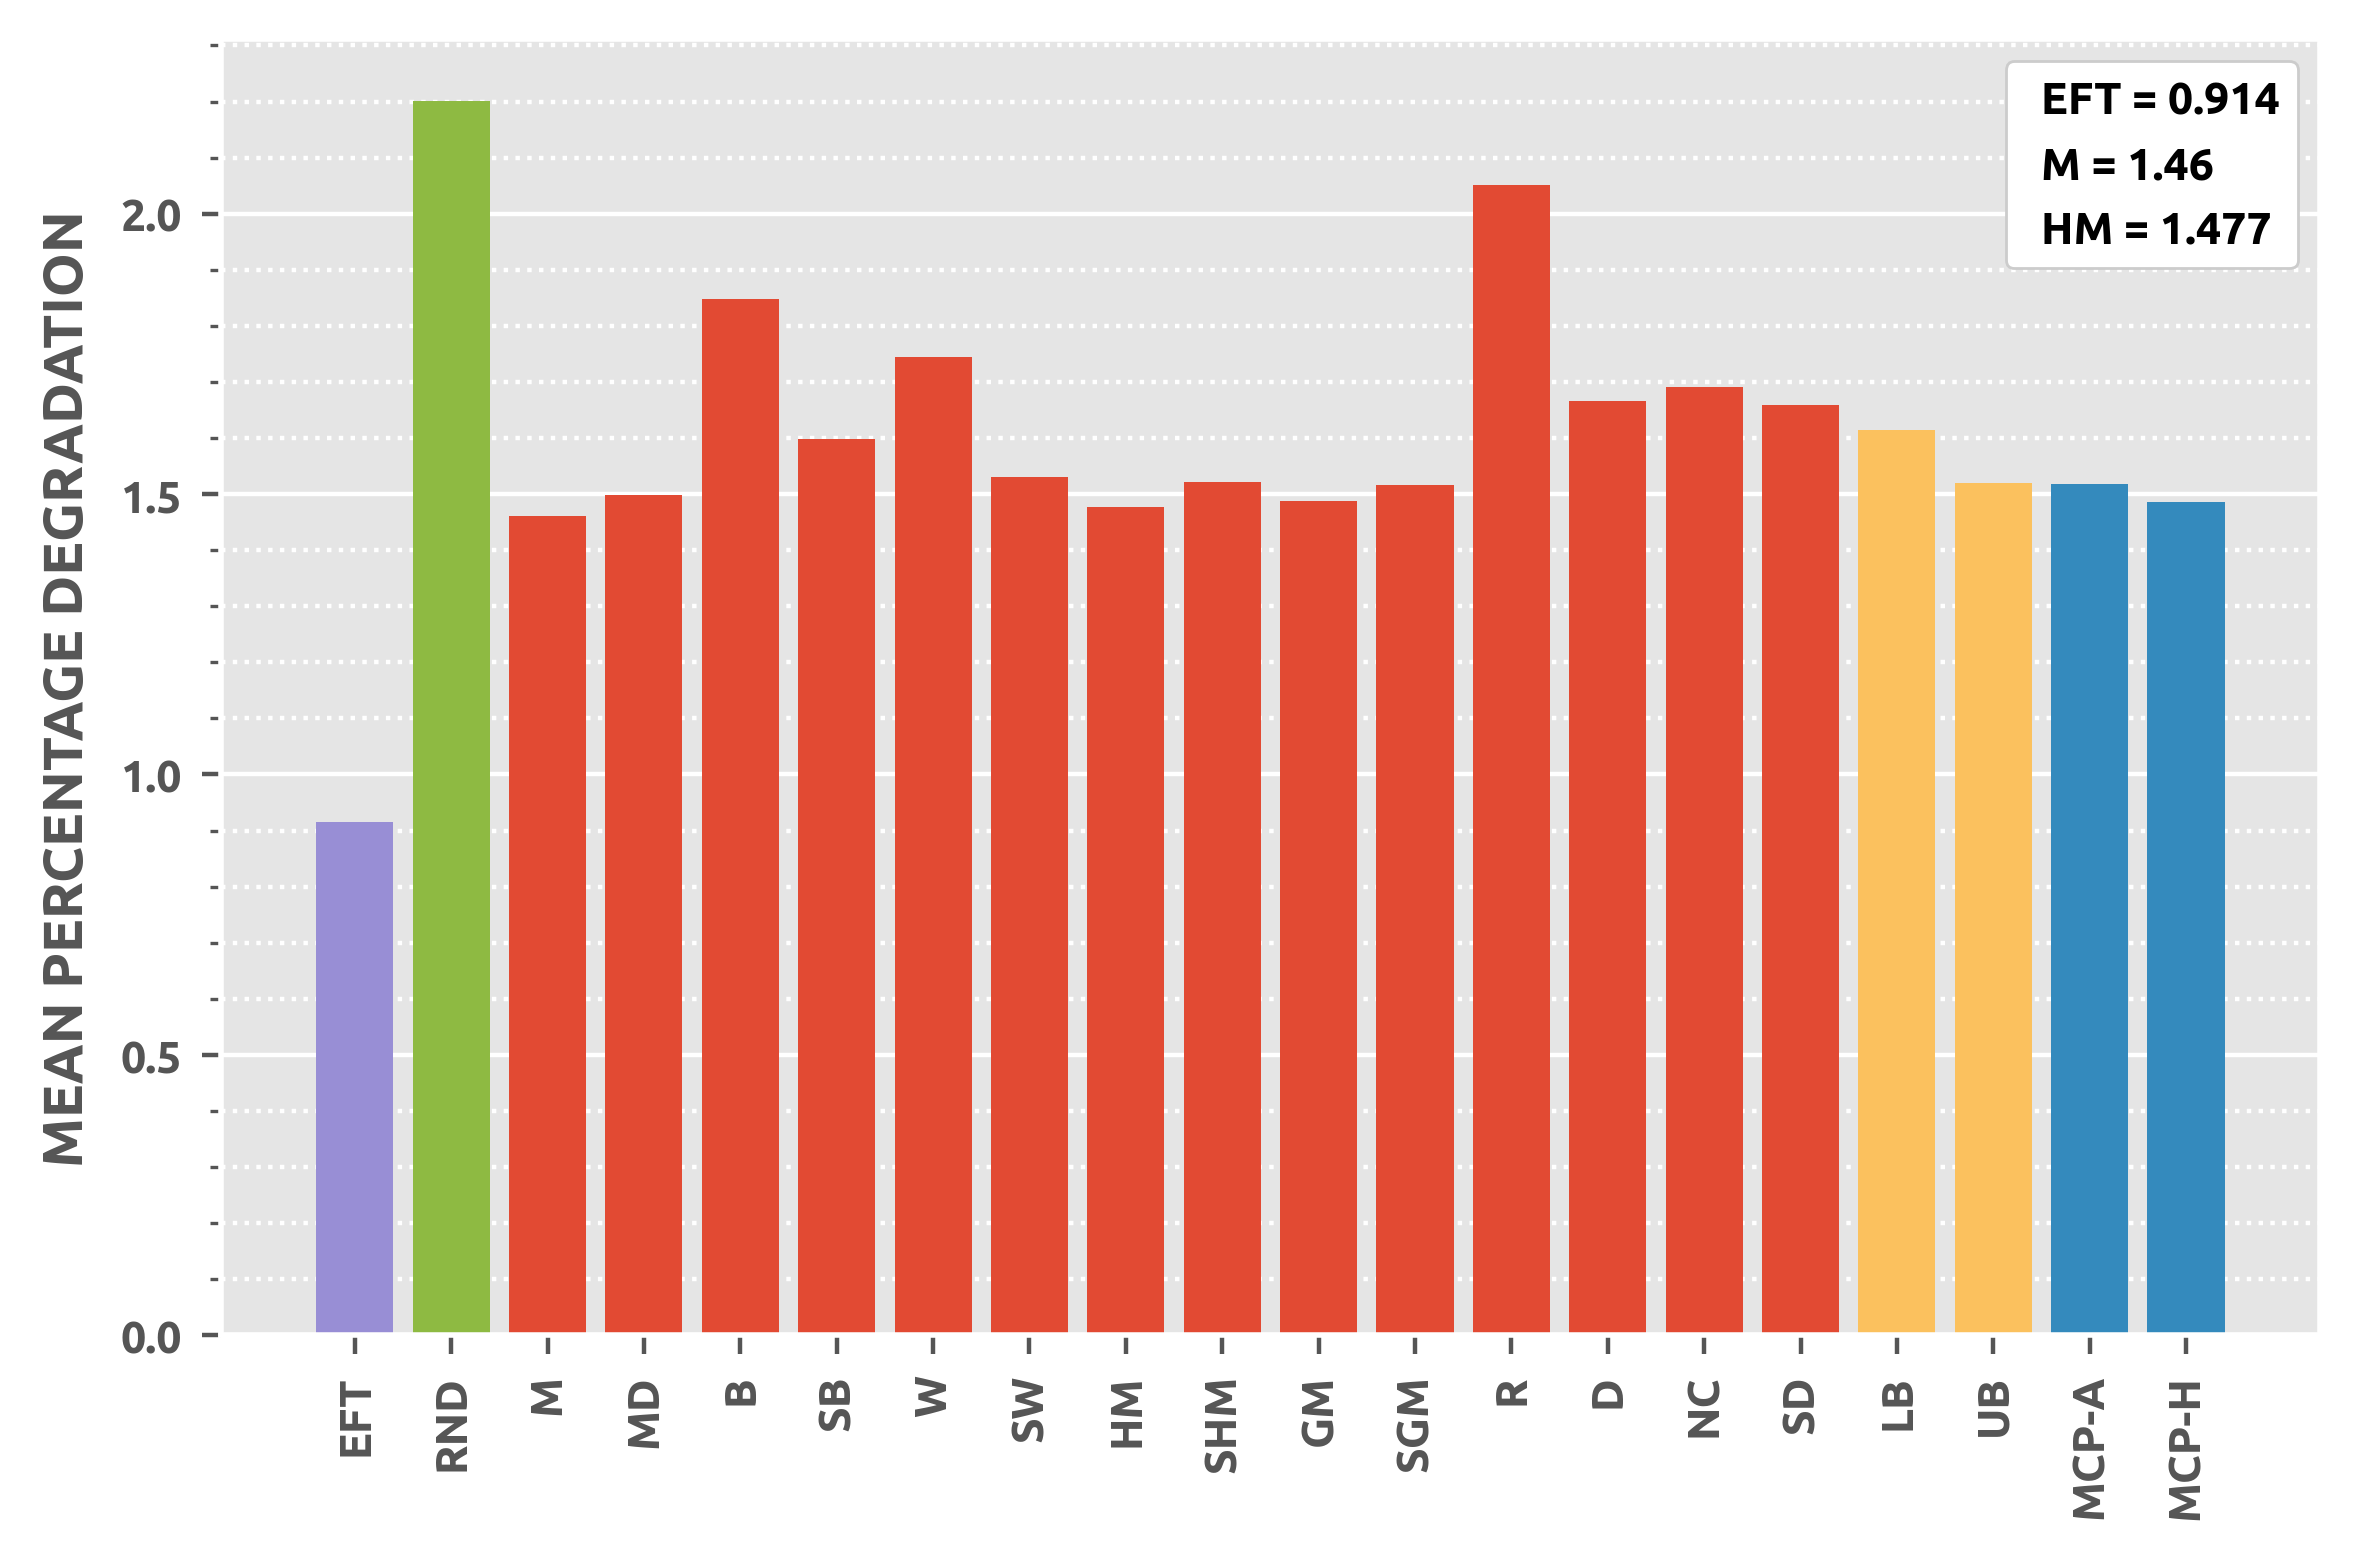 MEAN PERCENTAGE DEGRADATION
2.0
1.5
1.0
0.5
0.0
EFT = 0.914
M = 1.46
HM = 1.477
EFT
RND
M
MD
B
SB
W
SW
HM
SHM
GM
SGM
R
D
NC
SD
LB
UB
MCP-A
MCP-H